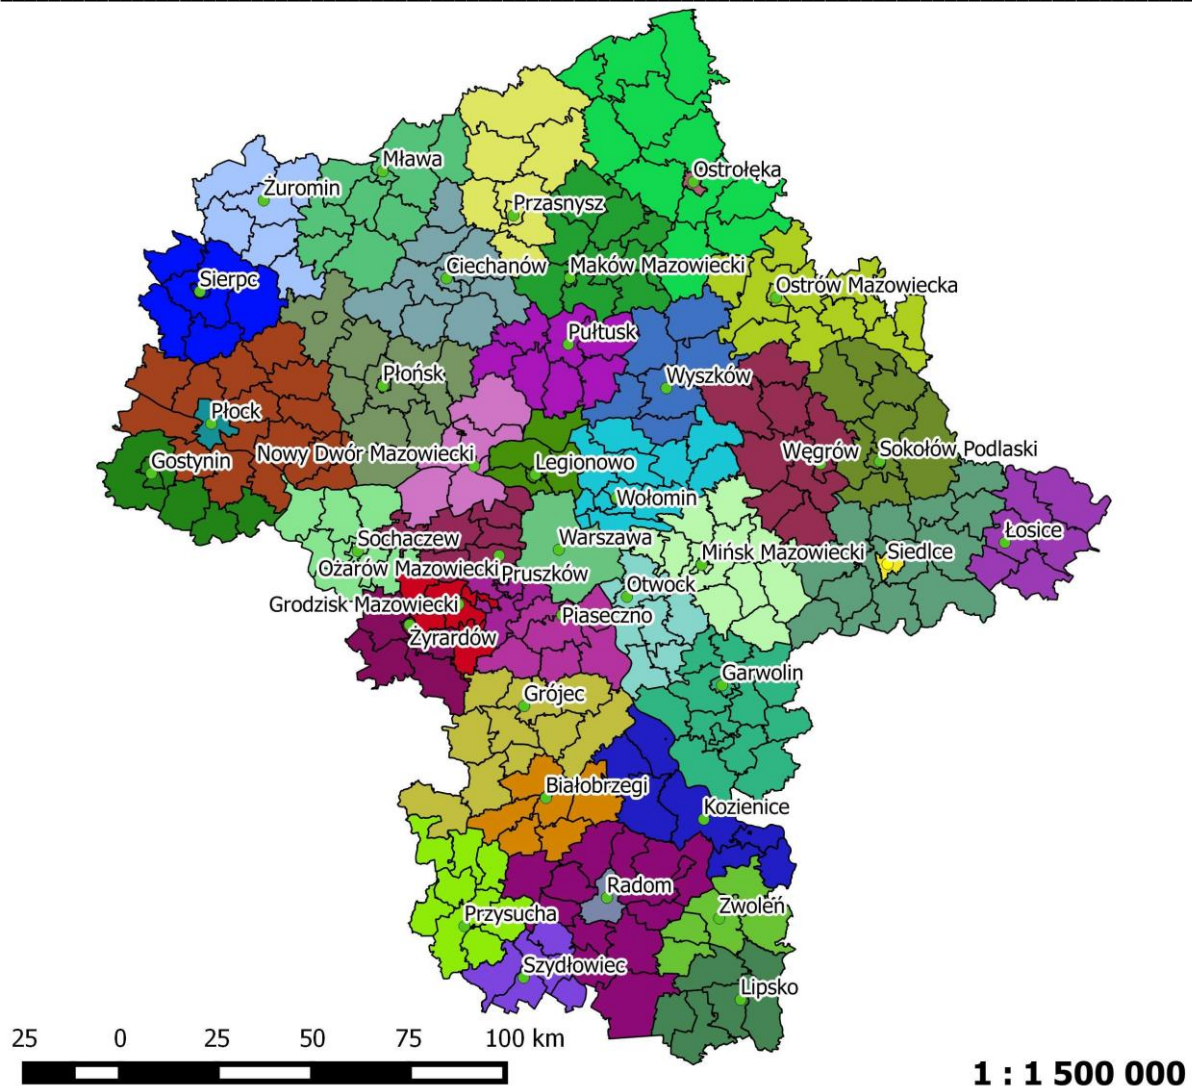 Mława
Ostrołęka
Żuromin
Przasnysz
Ciechanów
Maków Mazowiecki
Sierpc
Ostrów Mazowiecka
Pułtusk
Płońsk
Wyszków
Płock
Nowy Dwór Mazowiecki
Węgrów
Sokołów Podlaski
Gostynin
Legionowo
Wołomin
Łosice
Sochaczew
Warszawa
Mińsk Mazowiecki
Siedlce
Ożarów Mazowiecki
Pruszków
Otwock
Grodzisk Mazowiecki
Piaseczno
Żyrardów
Garwolin
Grójec
Białobrzegi
Kozienice
Radom
Zwoleń
Przysucha
Szydłowiec
Lipsko
25 0 25 50 75 100 km
1 : 1 500 000